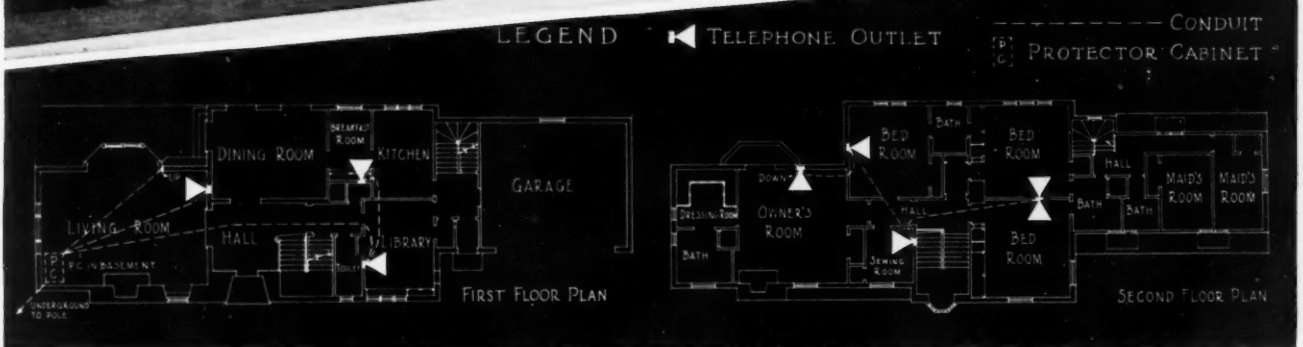 LEGEND
TELEPHONE OUTLET
CONDUIT
P
C
PROTECTOR CABINET
BREAKFAST
ROOM
DINING ROOM
KITCHEN
GARAGE
UP
LIVING ROOM
HALL
LIBRARY
P
C
P.C. IN BASEMENT
TOILET
UNDERGROUND
TO POLE
FIRST FLOOR PLAN
BED
ROOM
BATH
BED
ROOM
HALL
DOWN
MAID'S
ROOM
MAID'S
ROOM
DRESSING ROOM
OWNER'S
ROOM
HALL
BATH
BATH
BATH
SEWING
ROOM
BED
ROOM
SECOND FLOOR PLAN